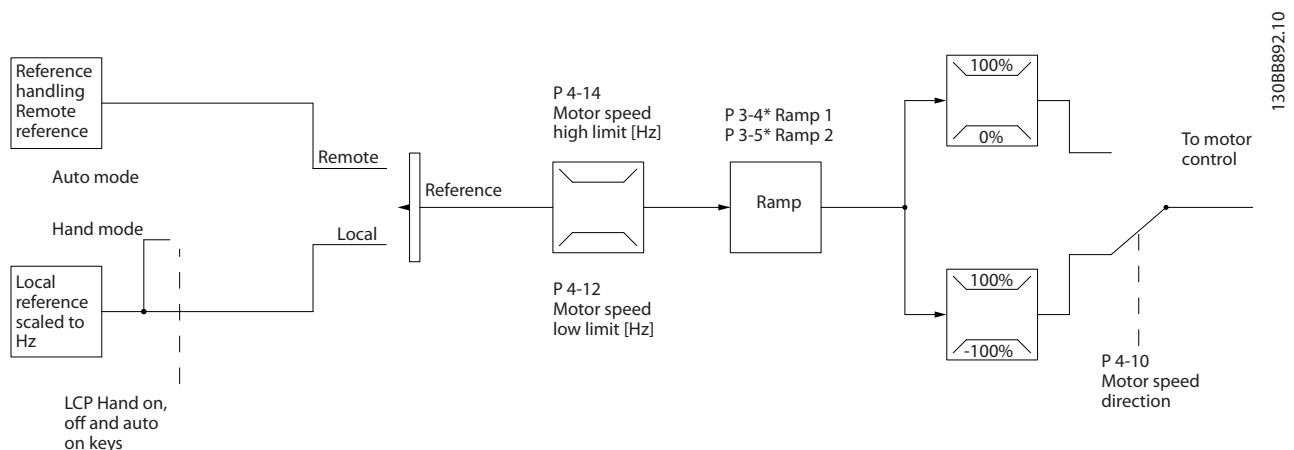 Reference
handling
Remote
reference
Auto mode
Hand mode
Local
reference
scaled to
Hz
LCP Hand on,
off and auto
on keys
Remote
Local
Reference
P 4-14
Motor speed
high limit [Hz]
P 4-12
Motor speed
low limit [Hz]
P 3-4* Ramp 1
P 3-5* Ramp 2
Ramp
100%
0%
100%
-100%
To motor
control
P 4-10
Motor speed
direction
130BB892.10